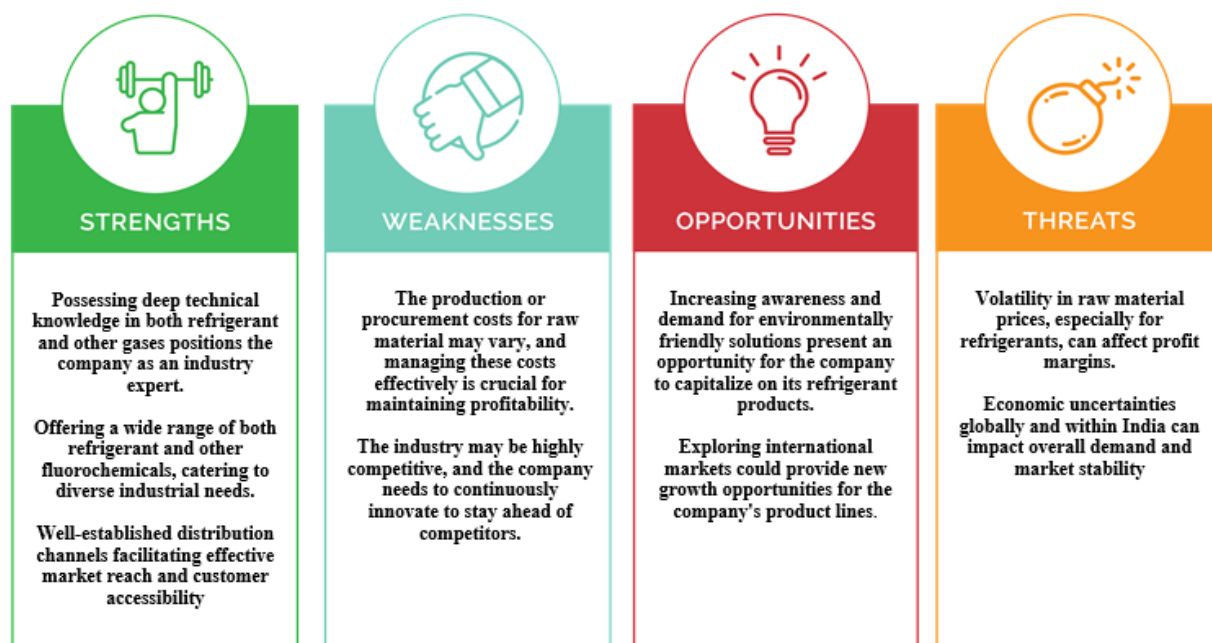 STRENGTHS
Possessing deep technical
knowledge in both refrigerant
and other gases positions the
company as an industry
expert.
Offering a wide range of both
refrigerant and other
fluorochemicals, catering to
diverse industrial needs.
Well-established distribution
channels facilitating effective
market reach and customer
accessibility
WEAKNESSES
The production or
procurement costs for raw
material may vary, and
managing these costs
effectively is crucial for
maintaining profitability.
The industry may be highly
competitive, and the company
needs to continuously
innovate to stay ahead of
competitors.
OPPORTUNITIES
Increasing awareness and
demand for environmentally
friendly solutions present an
opportunity for the company
to capitalize on its refrigerant
products.
Exploring international
markets could provide new
growth opportunities for the
company's product lines.
THREATS
Volatility in raw material
prices, especially for
refrigerants, can affect profit
margins.
Economic uncertainties
globally and within India can
impact overall demand and
market stability